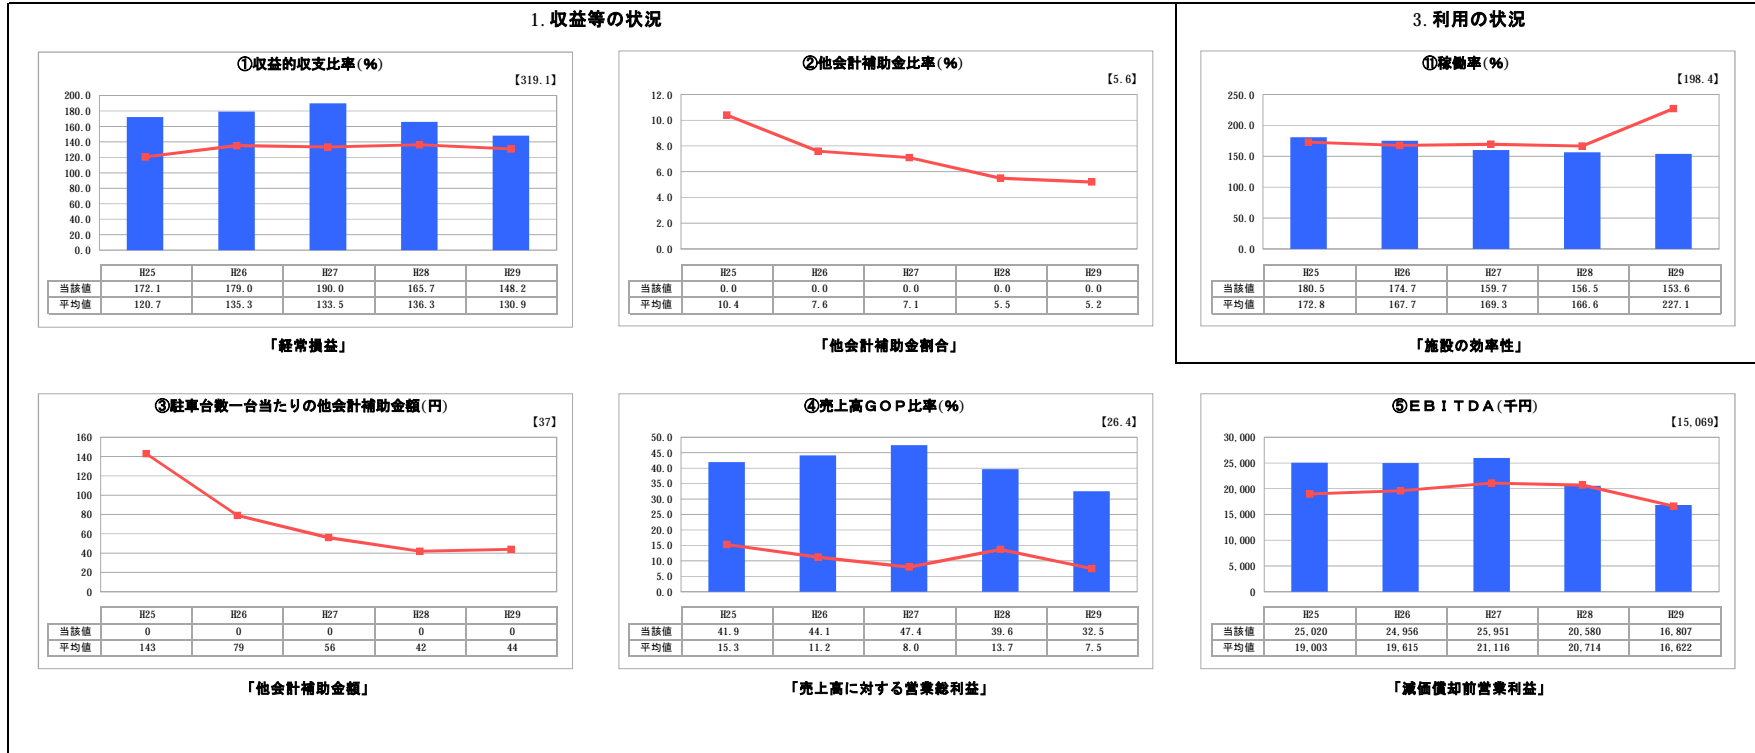 1. 収益等の状況
3. 利用の状況
①収益的収支比率(％)
【319.1】
200.0
180.0
160.0
140.0
120.0
100.0
80.0
60.0
40.0
20.0
0.0
H25 H26 H27 H28 H29
当該値 172.1 179.0 190.0 165.7 148.2
平均値 120.7 135.3 133.5 136.3 130.9
「経常損益」
②他会計補助金比率(％)
【5.6】
12.0
10.0
8.0
6.0
4.0
2.0
0.0
H25 H26 H27 H28 H29
当該値 0.0 0.0 0.0 0.0 0.0
平均値 10.4 7.6 7.1 5.5 5.2
「他会計補助金割合」
⑪稼働率(％)
【198.4】
250.0
200.0
150.0
100.0
50.0
0.0
H25 H26 H27 H28 H29
当該値 180.5 174.7 159.7 156.5 153.6
平均値 172.8 167.7 169.3 166.6 227.1
「施設の効率性」
③駐車台数一台当たりの他会計補助金額(円)
【37】
160
140
120
100
80
60
40
20
0
H25 H26 H27 H28 H29
当該値 0 0 0 0 0
平均値 143 79 56 42 44
「他会計補助金額」
④売上高ＧＯＰ比率(％)
【26.4】
50.0
45.0
40.0
35.0
30.0
25.0
20.0
15.0
10.0
5.0
0.0
H25 H26 H27 H28 H29
当該値 41.9 44.1 47.4 39.6 32.5
平均値 15.3 11.2 8.0 13.7 7.5
「売上高に対する営業総利益」
⑤ＥＢＩＴＤＡ(千円)
【15,069】
30,000
25,000
20,000
15,000
10,000
5,000
0
H25 H26 H27 H28 H29
当該値 25,020 24,956 25,951 20,580 16,807
平均値 19,003 19,615 21,116 20,714 16,622
「減価償却前営業利益」